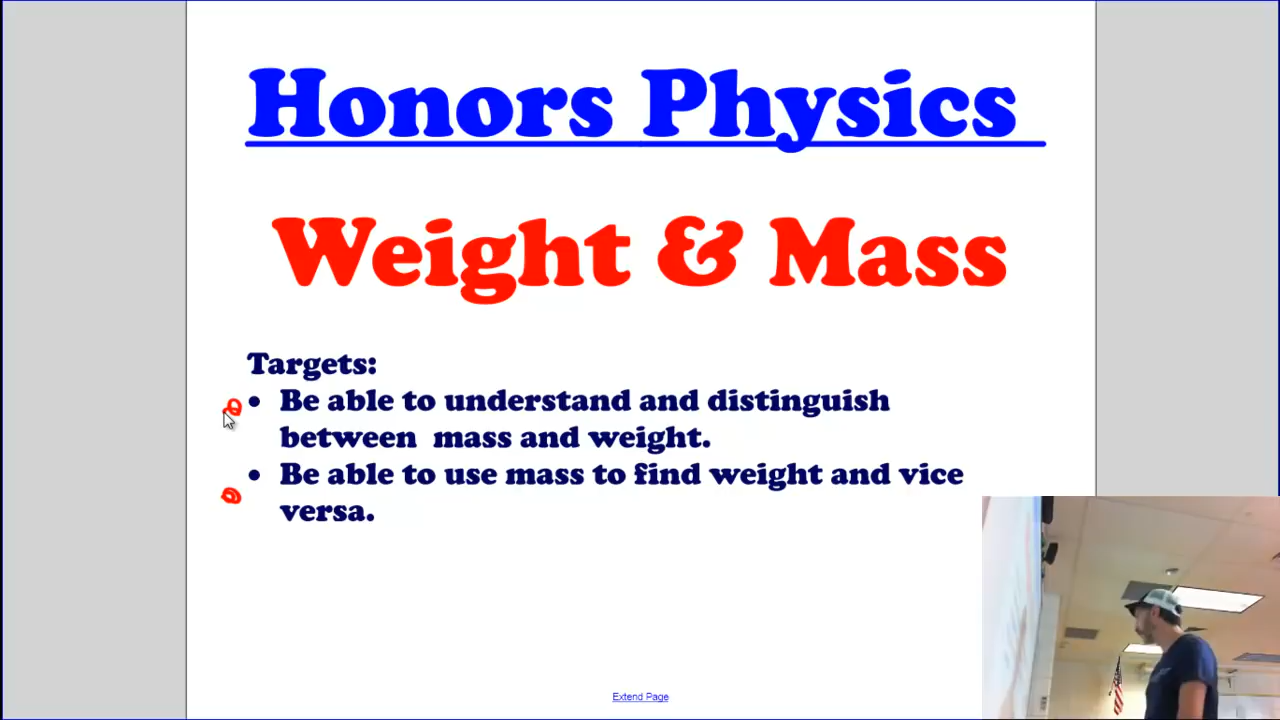 Honors Physics
Weight & Mass
Targets:
• Be able to understand and distinguish
between mass and weight.
• Be able to use mass to find weight and vice
versa.
Extend Page